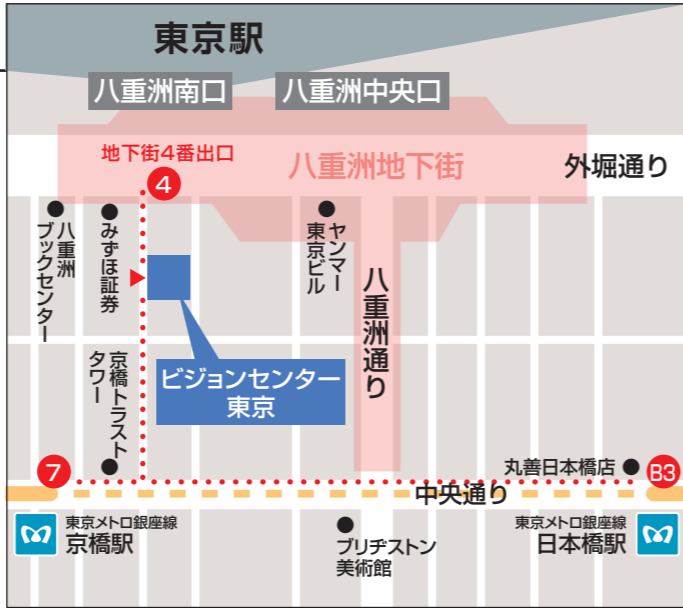 東京駅
八重洲南口
八重洲中央口
地下街4番出口
4
八重洲地下街
外堀通り
八重洲
ブックセンター
みずほ証券
ヤンマー
東京ビル
八重洲通り
ビジョンセンター
東京
京橋トラスト
タワー
7
丸善日本橋店
B3
中央通り
東京メトロ銀座線
京橋駅
ブリヂストン
美術館
東京メトロ銀座線
日本橋駅